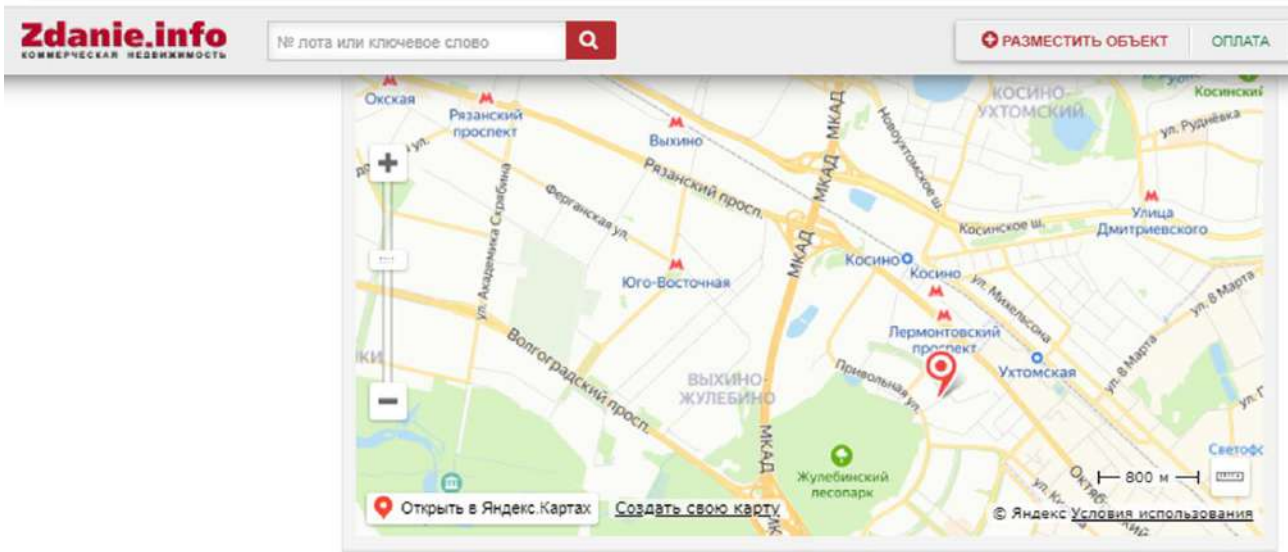 Zdanie.info
КОММЕРЧЕСКАЯ НЕДВИЖИМОСТЬ
№ лота или ключевое слово
РАЗМЕСТИТЬ ОБЪЕКТ
ОПЛАТА
Окская
Рязанский
проспект
Выхино
МКАД
МКАД
КОСИНО-
УХТОМСКИЙ
Косинский
ул. Руднёвка
Новоухтомское ш.
Рязанский просп.
ул. Академика Скрябина
Ферганская ул.
МКАД
Улица
Дмитриевского
Косинское ш.
Косино
Косино
Юго-Восточная
ул. Михельсона
ул. 8 Марта
Лермонтовский
проспект
Ухтомская
ул. 8 Марта
Волгоградский просп.
ВЫХИНО-
ЖУЛЕБИНО
Привольная ул.
МКАД
Жулебинский
лесопарк
800 м
Открыть в Яндекс.Картах
Создать свою карту
© Яндекс Условия использования